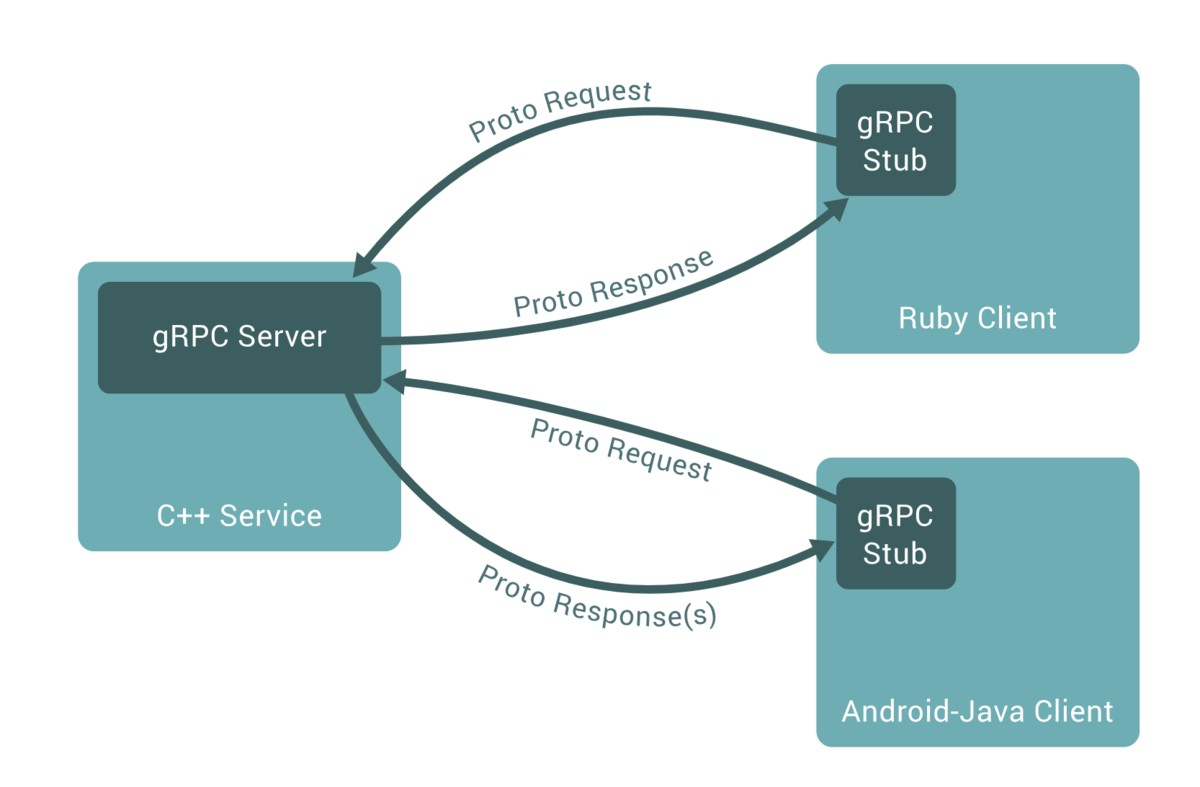 Proto Request
gRPC
Stub
Proto Response
Ruby Client
gRPC Server
C++ Service
Proto Request
gRPC
Stub
Proto Response(s)
Android-Java Client